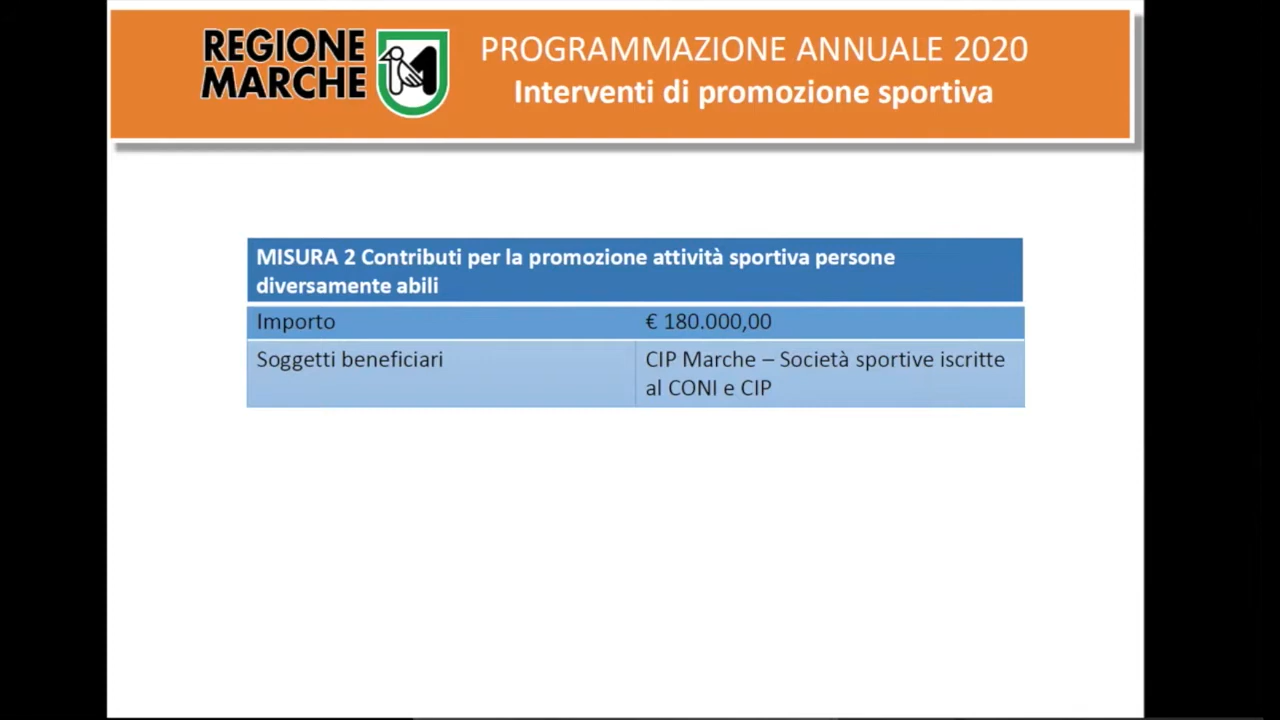 REGIONE
MARCHE
PROGRAMMAZIONE ANNUALE 2020
Interventi di promozione sportiva
MISURA 2 Contributi per la promozione attività sportiva persone
diversamente abili
Importo
€ 180.000,00
Soggetti beneficiari
CIP Marche – Società sportive iscritte
al CONI e CIP